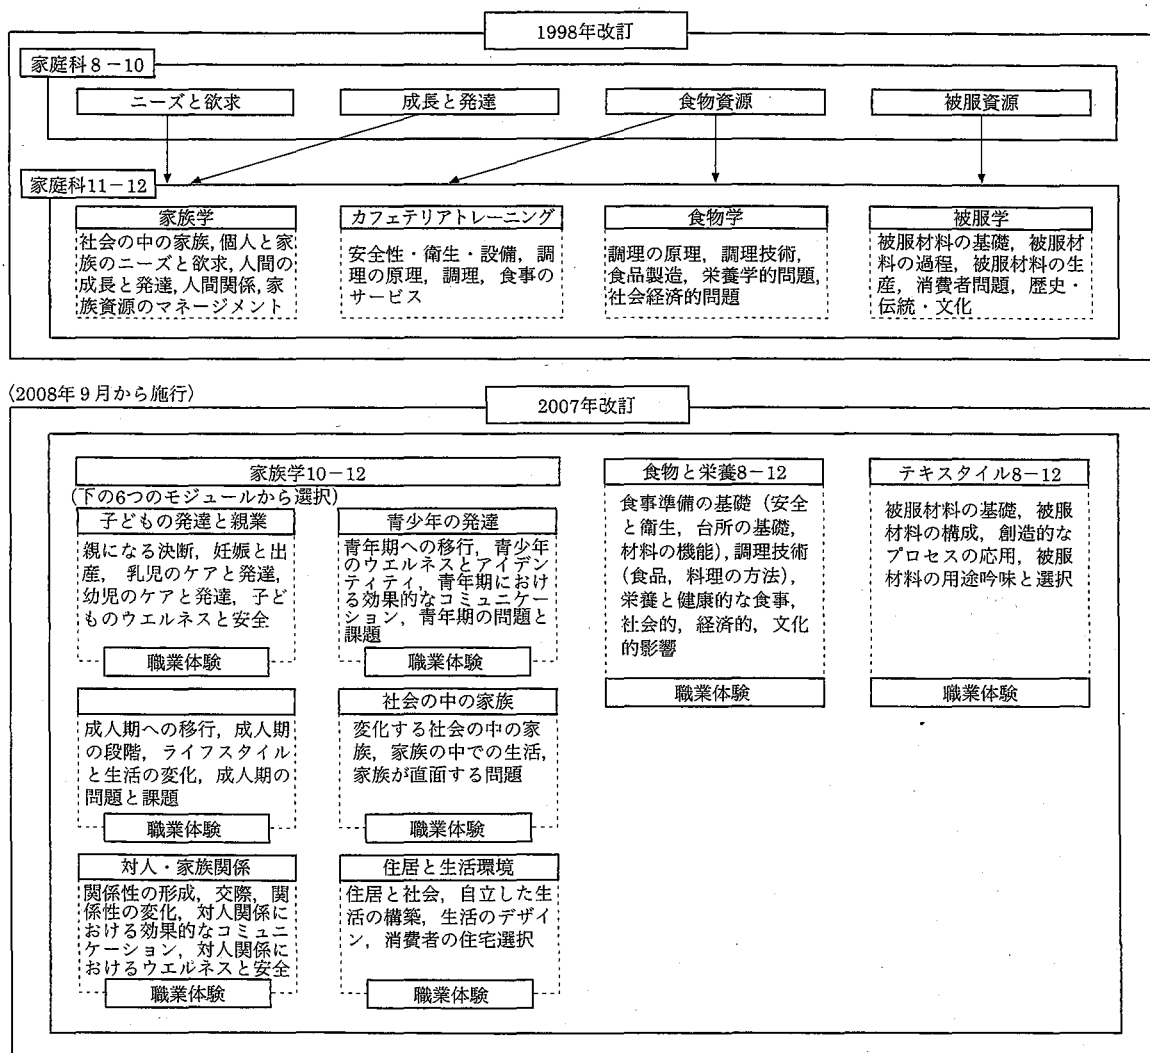 1998年改訂
家庭科8−10
ニーズと欲求
成長と発達
食物資源
被服資源
家庭科11−12
家族学
社会の中の家族, 個人と家
族のニーズと欲求, 人間の
成長と発達, 人間関係, 家
族資源のマネージメント
カフェテリアトレーニング
安全性・衛生・設備, 調
理の原理, 調理, 食事の
サービス
食物学
調理の原理, 調理技術,
食品製造, 栄養学的問題,
社会経済的問題
被服学
被服材料の基礎, 被服材
料の過程, 被服材料の生
産, 消費者問題, 歴史・
伝統・文化
〈2008年9月から施行〉
2007年改訂
家族学10−12
(下の6つのモジュールから選択)
子どもの発達と親業
親になる決断, 妊娠と出
産, 乳児のケアと発達,
幼児のケアと発達, 子ど
ものウエルネスと安全
職業体験
青少年の発達
青年期への移行, 青少年
のウエルネスとアイデン
ティティ, 青年期におけ
る効果的なコミュニケー
ション, 青年期の問題と
課題
職業体験
成人期への移行, 成人期
の段階, ライフスタイル
と生活の変化, 成人期の
問題と課題
職業体験
社会の中の家族
変化する社会の中の家
族, 家族の中での生活,
家族が直面する問題
職業体験
対人・家族関係
関係性の形成, 交際, 関
係性の変化, 対人関係に
おける効果的なコミュニ
ケーション, 対人関係に
おけるウエルネスと安全
職業体験
住居と生活環境
住居と社会, 自立した生
活の構築, 生活のデザイ
ン, 消費者の住宅選択
職業体験
食物と栄養8−12
食事準備の基礎(安全
と衛生, 台所の基礎,
材料の機能), 調理技術
(食品, 料理の方法),
栄養と健康的な食事,
社会的, 経済的, 文化
的影響
職業体験
テキスタイル8−12
被服材料の基礎, 被服
材料の構成, 創造的な
プロセスの応用, 被服
材料の用途吟味と選択
職業体験